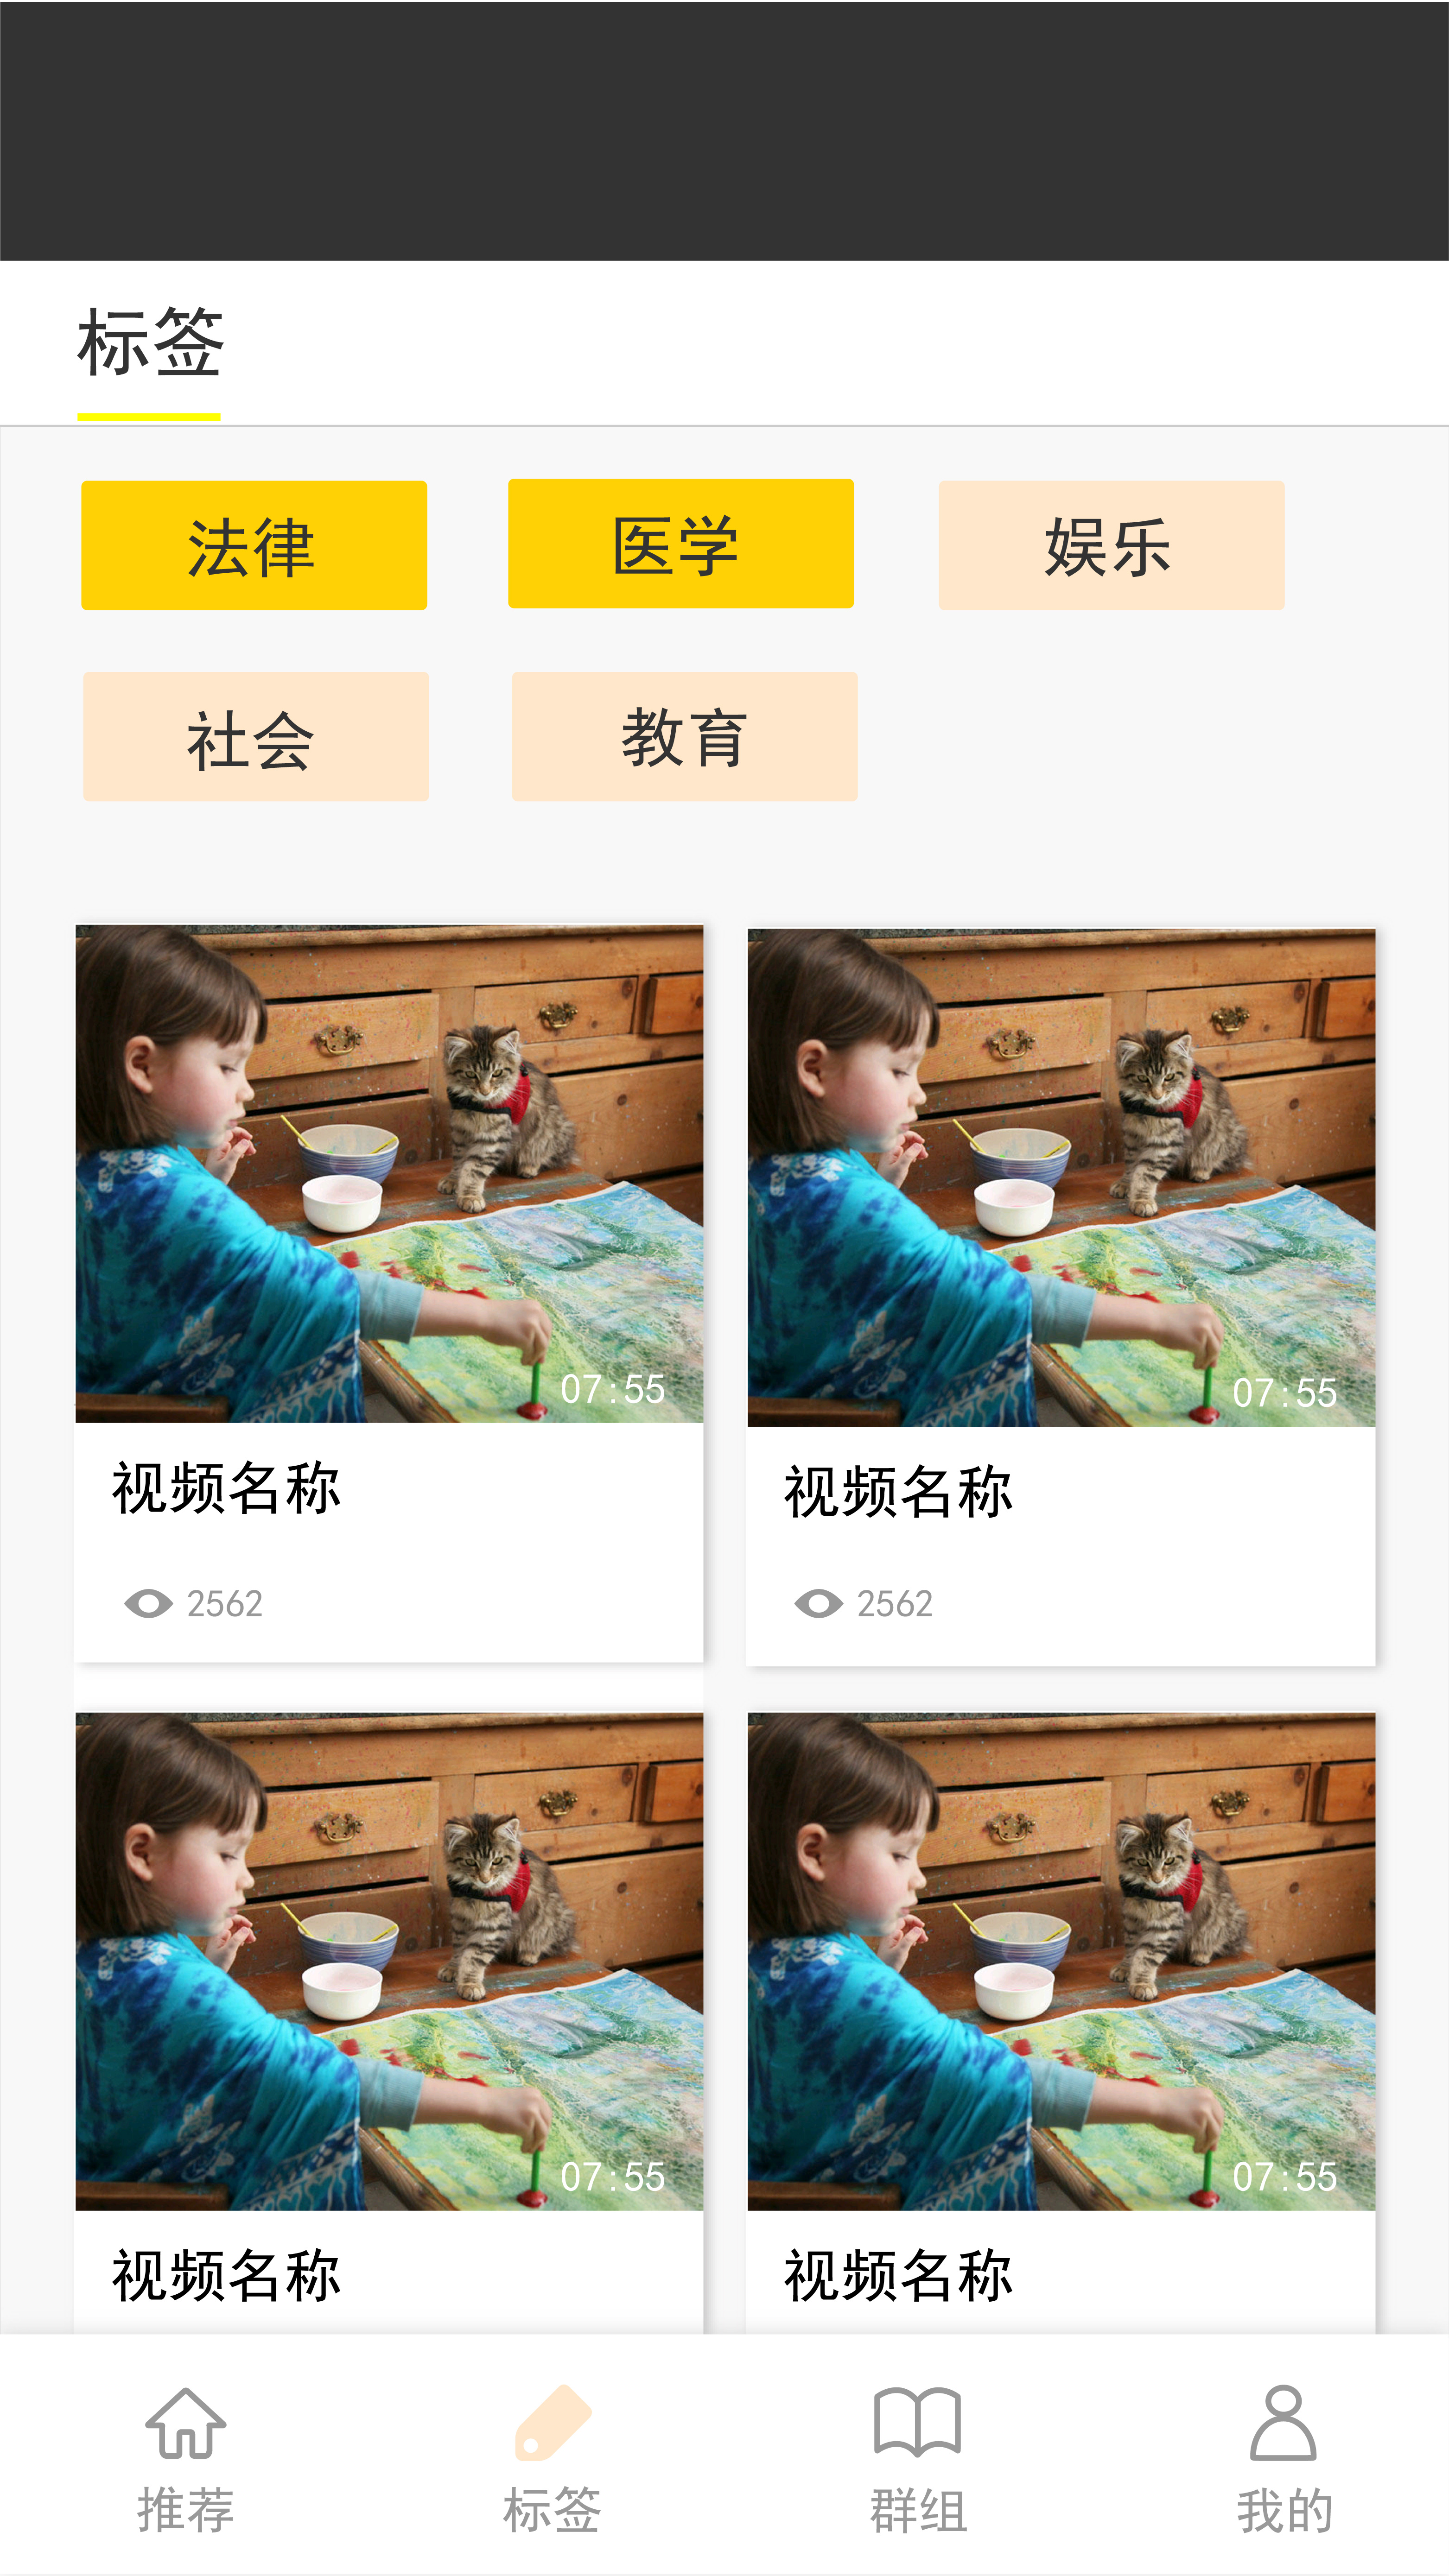 标签
法律 医学 娱乐
社会 教育
07:55 07:55
视频名称 视频名称
2562 2562
07:55 07:55
视频名称 视频名称
推荐 标签 群组 我的